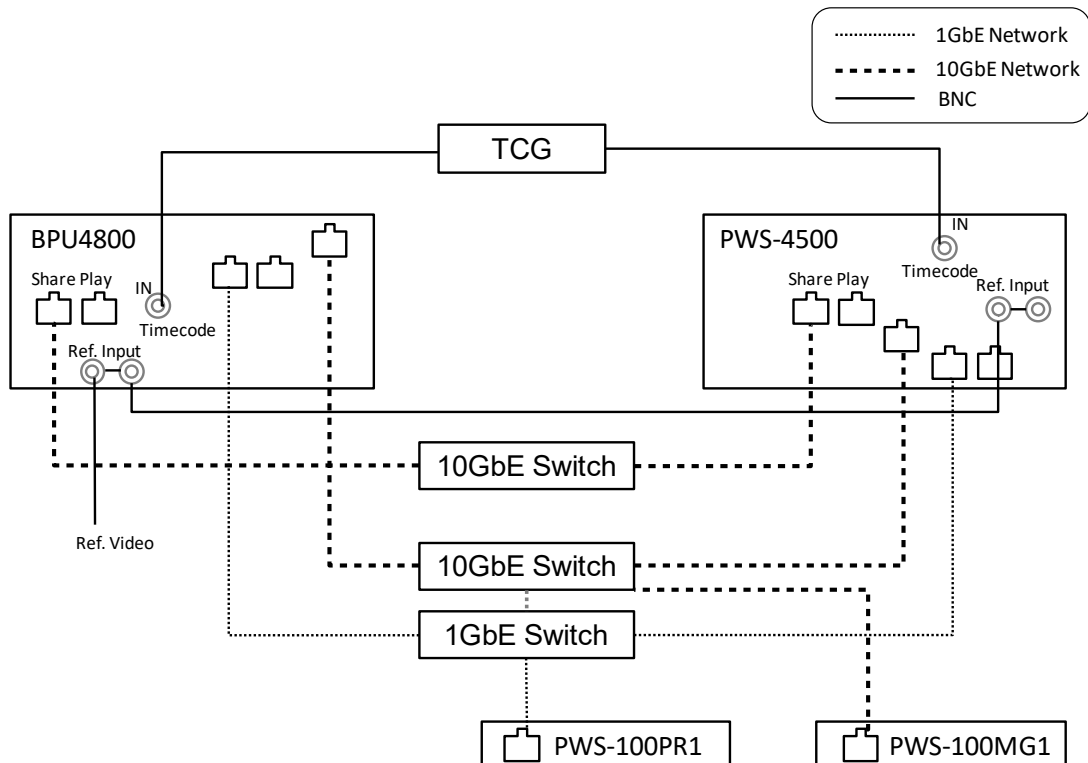 1GbE Network
10GbE Network
BNC
TCG
BPU4800
Share Play
IN
Timecode
Ref. Input
PWS-4500
IN
Timecode
Share Play
Ref. Input
10GbE Switch
Ref. Video
10GbE Switch
1GbE Switch
PWS-100PR1
PWS-100MG1